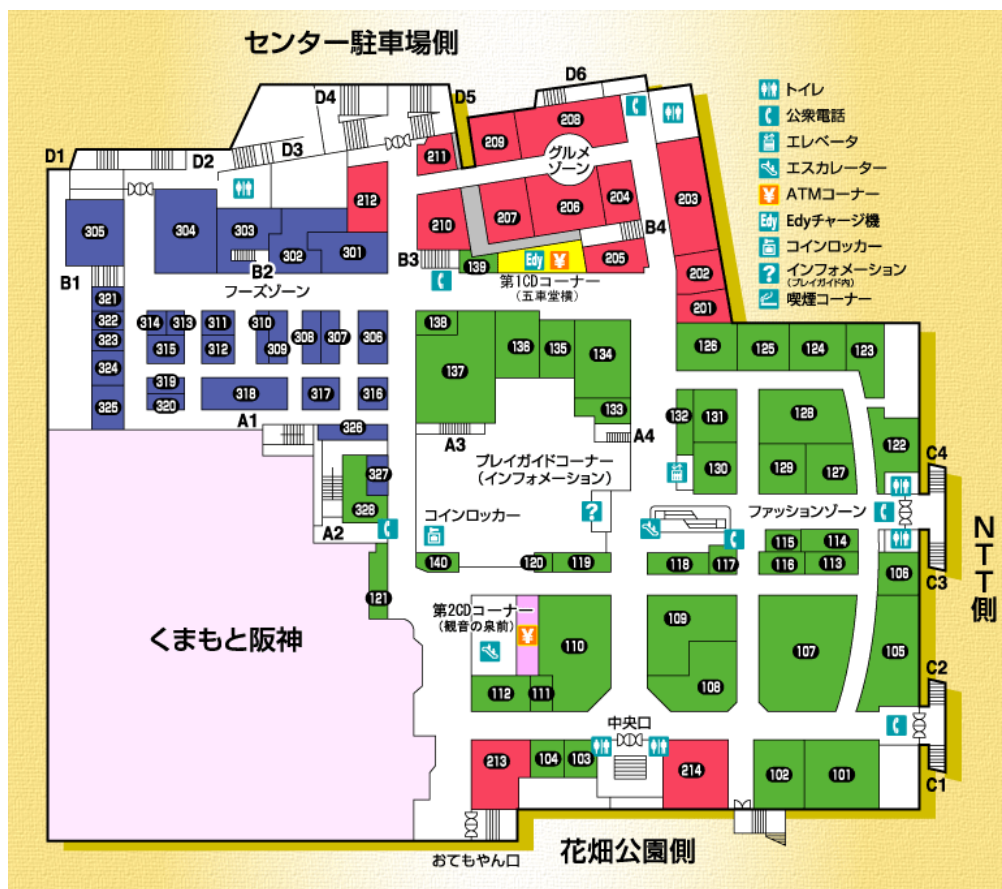 センター駐車場側
D6
D4
D5
D1
D2
D3
トイレ
公衆電話
エレベータ
エスカレーター
ATMコーナー
Edy
Edyチャージ機
コインロッカー
インフォメーション
(プレイガイド内)
喫煙コーナー
208
209
グルメ
ゾーン
211
212
210
207
206
204
203
B4
205
202
201
305
304
303
302
301
B1
B2
B3
139
Edy
第1CDコーナー
(五車堂横)
フーズゾーン
321
322
323
324
325
314
313
315
311
312
310
309
308
307
306
319
320
318
317
316
138
137
136
135
134
133
126
125
124
123
A1
A2
A3
A4
326
327
328
132
131
130
128
129
127
122
C4
プレイガイドコーナー
(インフォメーション)
コインロッカー
ファッションゾーン
NTT側
140
120
119
118
117
115
114
116
113
106
C3
121
第2CDコーナー
(観音の泉前)
くまもと阪神
110
109
108
107
105
C2
112
111
中央口
213
104
103
214
102
101
C1
おてもやん口
花畑公園側